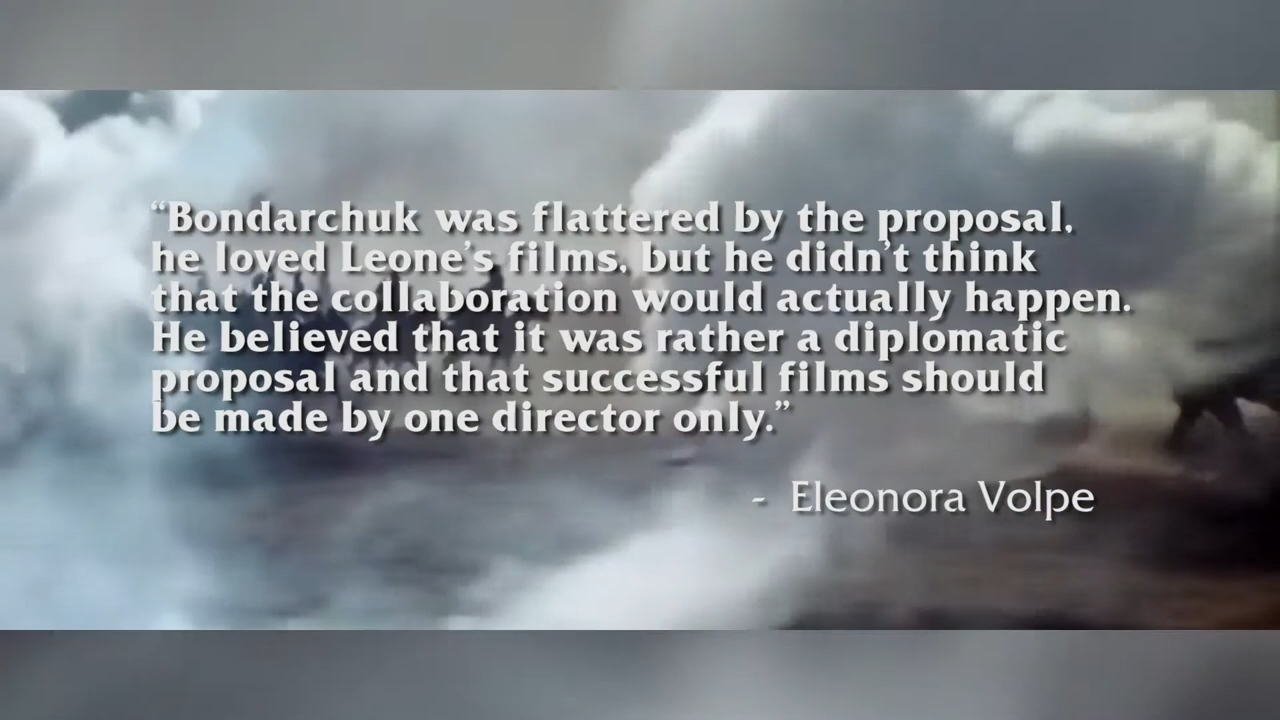 “Bondarchuk was flattered by the proposal,
he loved Leone’s films, but he didn’t think
that the collaboration would actually happen.
He believed that it was rather a diplomatic
proposal and that successful films should
be made by one director only.”
- Eleonora Volpe